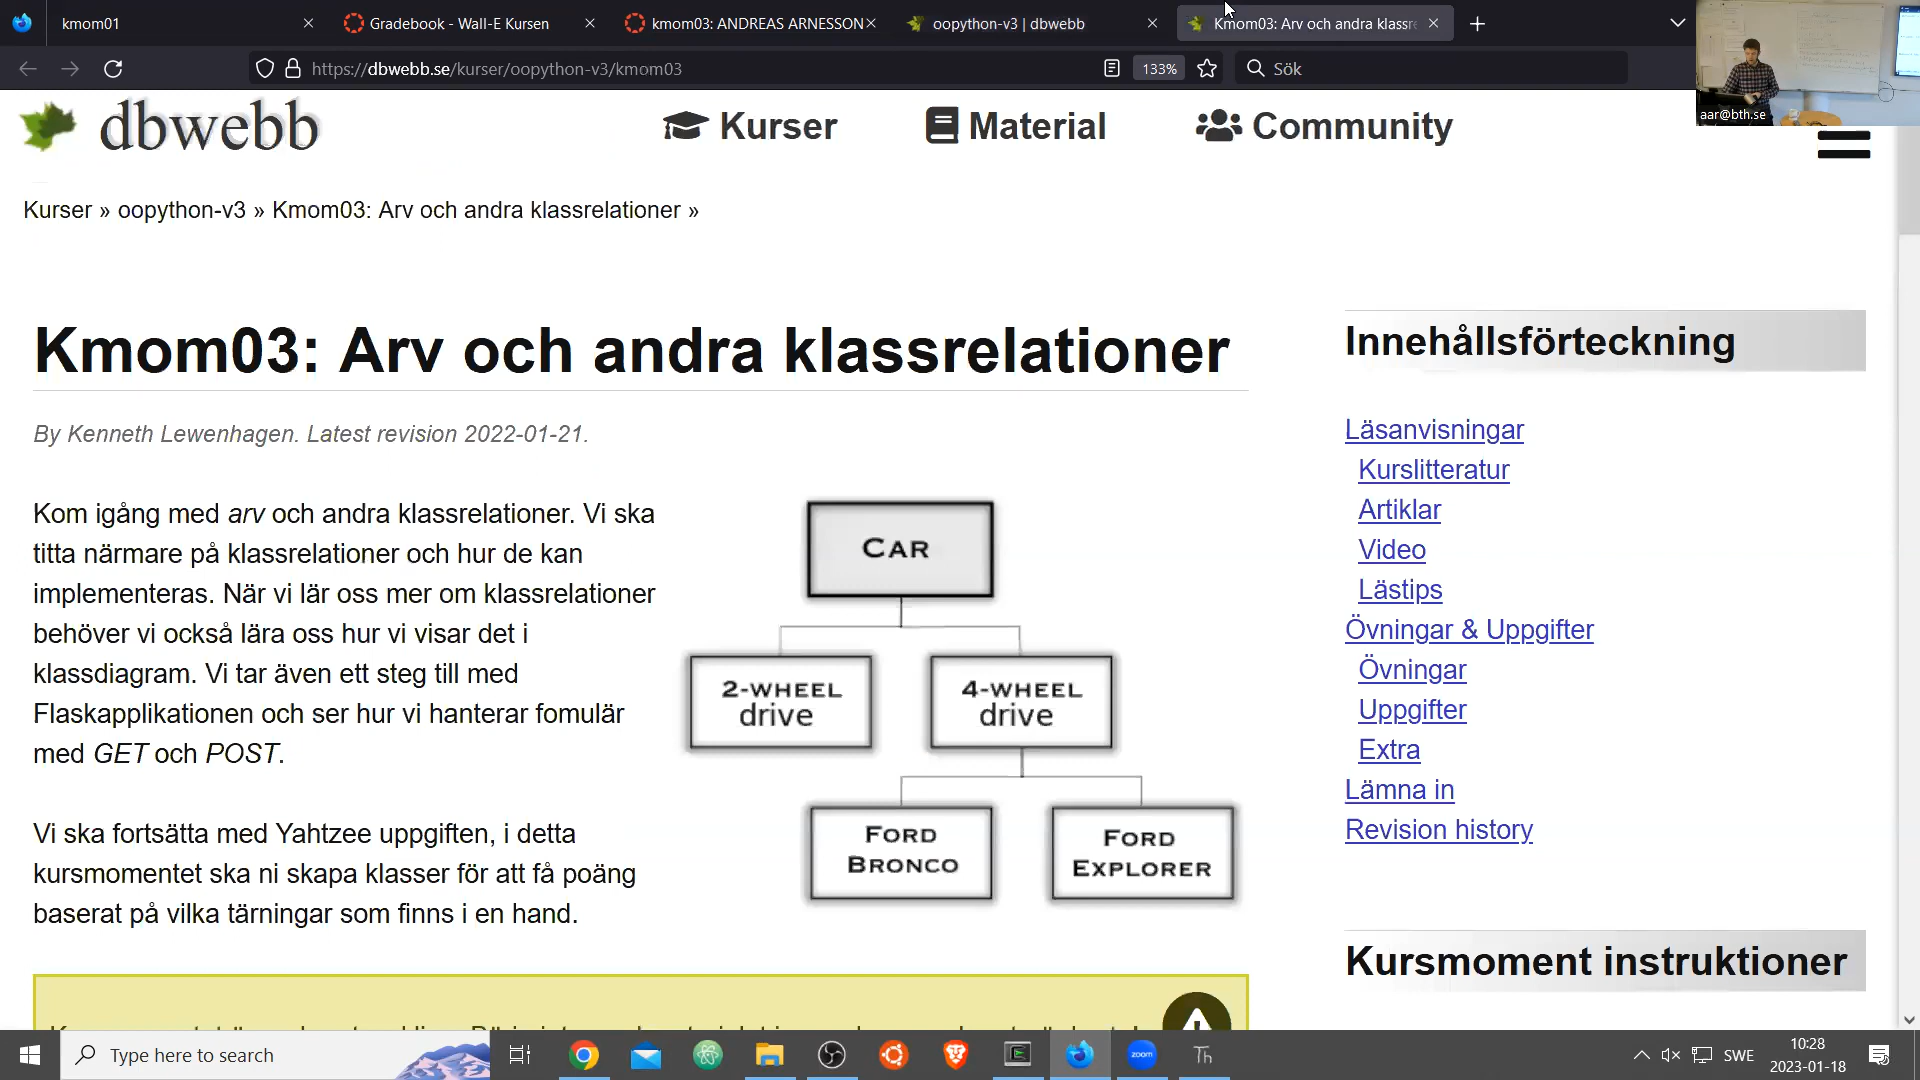 kmom01
Gradebook - Wall-E Kursen
kmom03: ANDREAS ARNESSON
oopython-v3 | dbwebb
Kmom03: Arv och andra klassre
https://dbwebb.se/kurser/oopython-v3/kmom03
133%
Sök
aar@bth.se
dbwebb
Kurser
Material
Community
Kurser » oopython-v3 » Kmom03: Arv och andra klassrelationer »
Kmom03: Arv och andra klassrelationer
By Kenneth Lewenhagen. Latest revision 2022-01-21.
Kom igång med arv och andra klassrelationer. Vi ska
titta närmare på klassrelationer och hur de kan
implementeras. När vi lär oss mer om klassrelationer
behöver vi också lära oss hur vi visar det i
klassdiagram. Vi tar även ett steg till med
Flaskapplikationen och ser hur vi hanterar fomulär
med GET och POST.
Vi ska fortsätta med Yahtzee uppgiften, i detta
kursmomentet ska ni skapa klasser för att få poäng
baserat på vilka tärningar som finns i en hand.
CAR
2-WHEEL
drive
4-WHEEL
drive
FORD
BRONCO
FORD
EXPLORER
Innehållsförteckning
Läsanvisningar
Kurslitteratur
Artiklar
Video
Lästips
Övningar & Uppgifter
Övningar
Uppgifter
Extra
Lämna in
Revision history
Kursmoment instruktioner
Type here to search
zoom
Th
SWE
10:28
2023-01-18